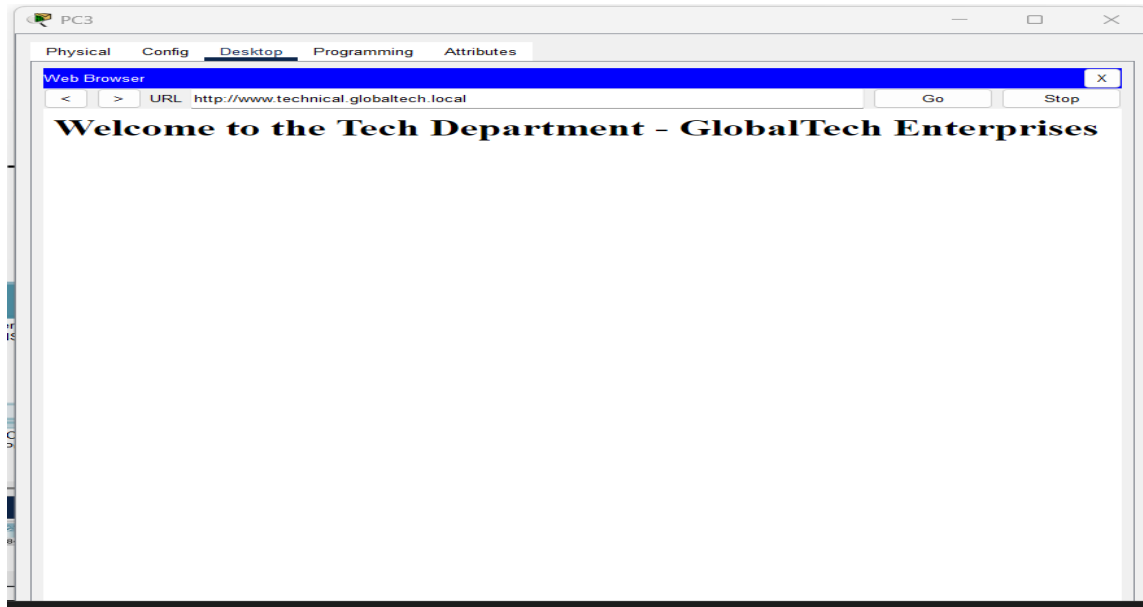 PC3
Physical Config Desktop Programming Attributes
Web Browser X
< > URL http://www.technical.globaltech.local Go Stop
Welcome to the Tech Department - GlobalTech Enterprises